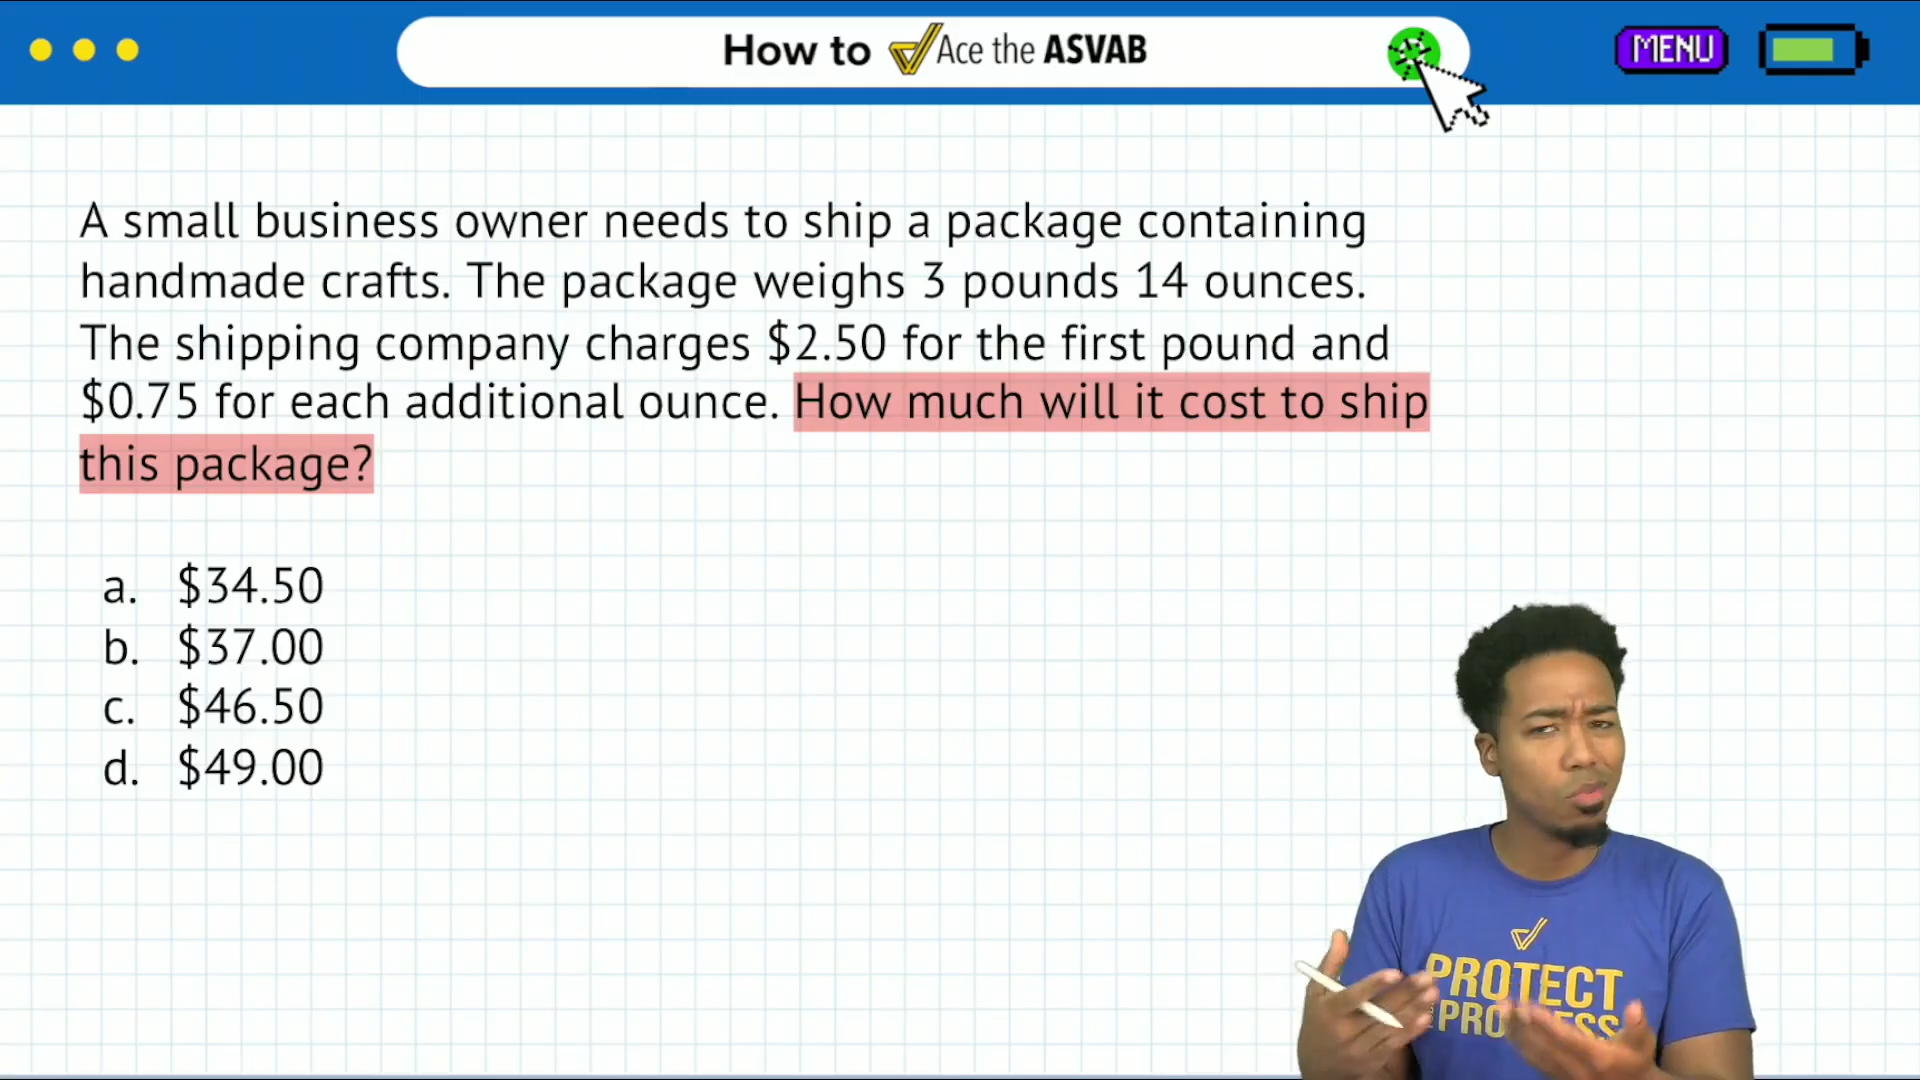 How to Ace the ASVAB
MENU
A small business owner needs to ship a package containing
handmade crafts. The package weighs 3 pounds 14 ounces.
The shipping company charges $2.50 for the first pound and
$0.75 for each additional ounce. How much will it cost to ship
this package?
a. $34.50
b. $37.00
c. $46.50
d. $49.00
PROTECT